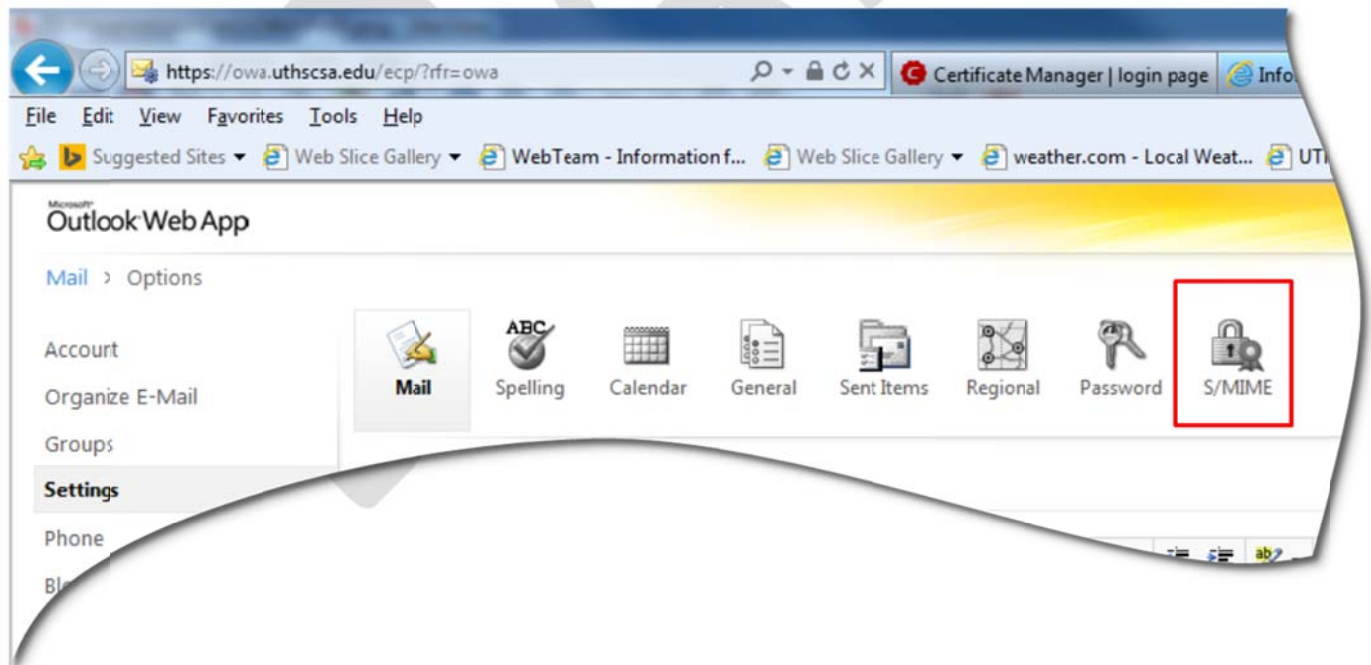 https://owa.uthscsa.edu/ecp/?rfr=owa
Certificate Manager | login page
Info
File Edit View Favorites Tools Help
Suggested Sites Web Slice Gallery WebTeam - Information f... Web Slice Gallery weather.com - Local Weat...
Microsoft
Outlook Web App
Mail > Options
Account
Organize E-Mail
Groups
Settings
Phone
ABC
Mail Spelling Calendar General Sent Items Regional Password S/MIME